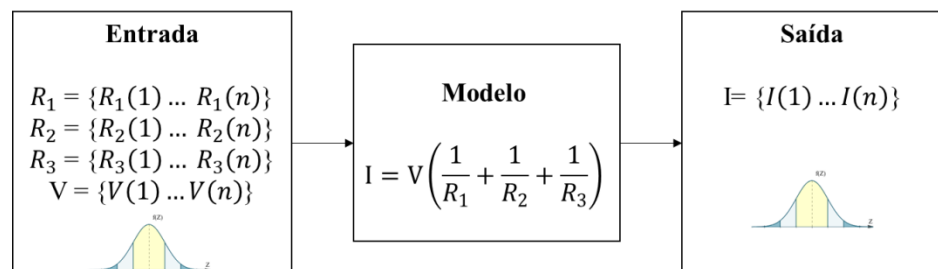 Entrada
R₁ = {R₁(1) … R₁(n)}
R₂ = {R₂(1) … R₂(n)}
R₃ = {R₃(1) … R₃(n)}
V = {V(1) …V(n)}
f(Z)
Z
Modelo
I = V(1/R₁ + 1/R₂ + 1/R₃)
Saída
I= {I(1) …I(n)}
f(Z)
Z